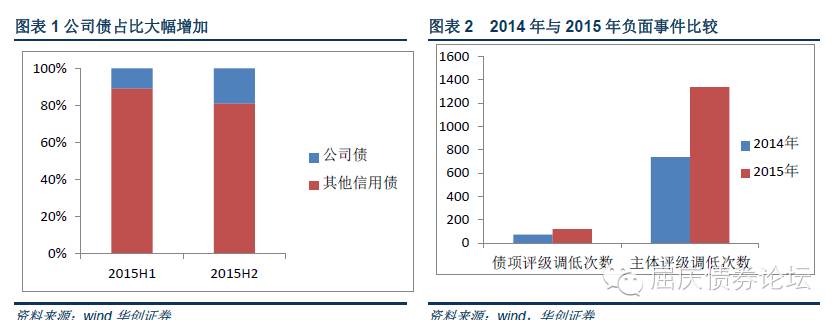 图表 1 公司债占比大幅增加
100%
80%
60%
40%
20%
0%
2015H1
2015H2
公司债
其他信用债
资料来源：wind 华创证券
图表 2 2014 年与 2015 年负面事件比较
1600
1400
1200
1000
800
600
400
200
0
债项评级调低次数
主体评级调低次数
2014年
2015年
屈庆债券论坛
资料来源：wind，华创证券